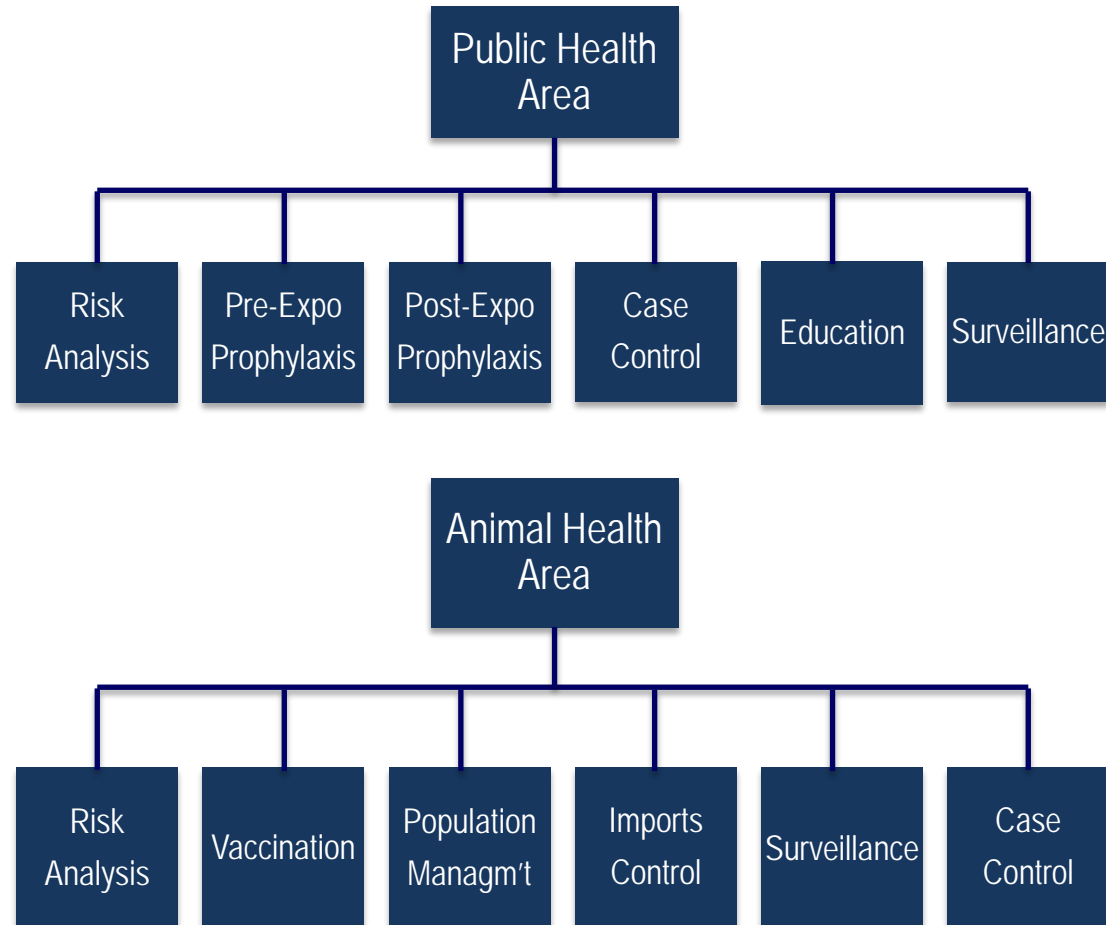 Public Health
Area
Risk
Analysis
Pre-Expo
Prophylaxis
Post-Expo
Prophylaxis
Case
Control
Education
Surveillance
Animal Health
Area
Risk
Analysis
Vaccination
Population
Managm't
Imports
Control
Surveillance
Case
Control